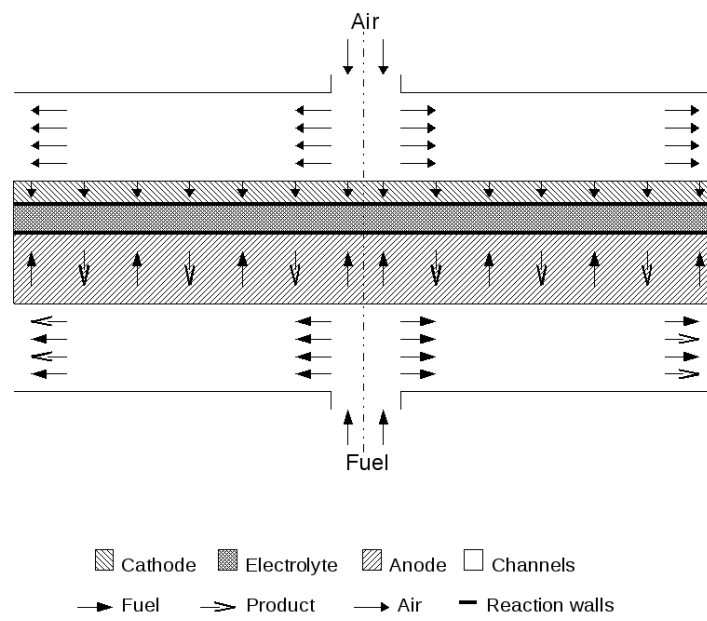 Air
Fuel
Cathode Electrolyte Anode Channels
Fuel Product Air Reaction walls